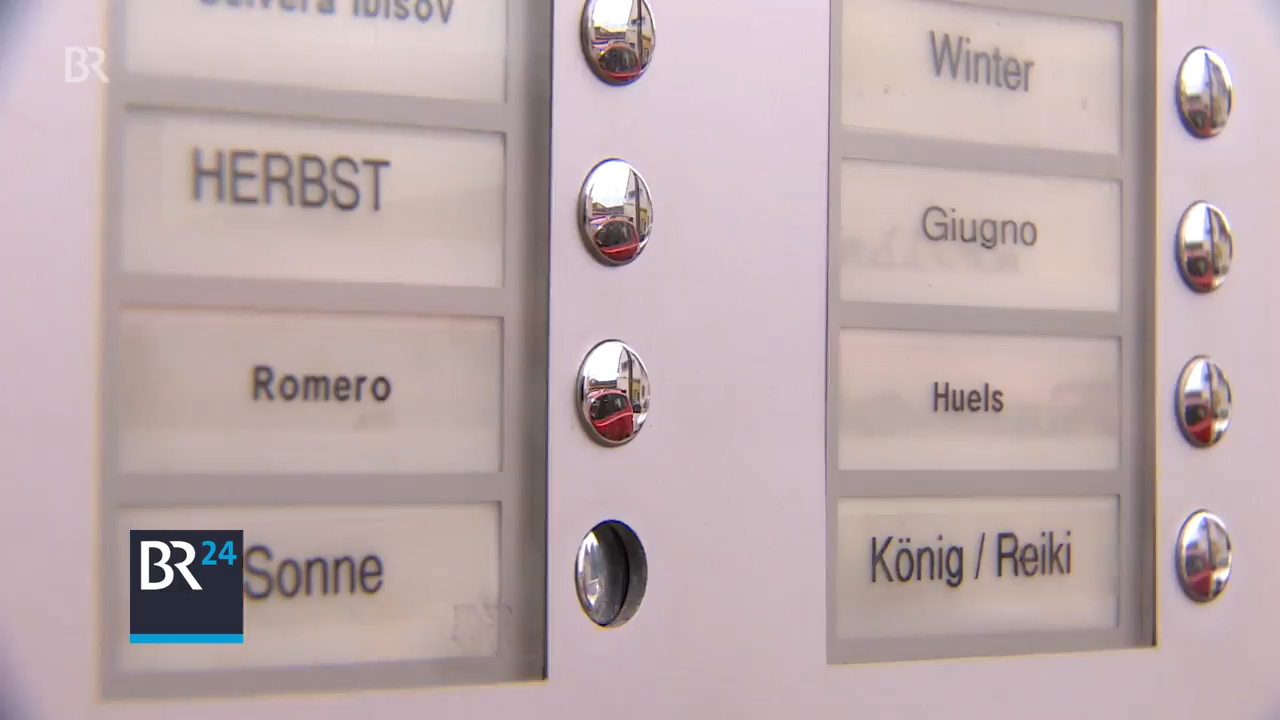 BR
HERBST
Romero
Sonne
Winter
Giugno
Huels
König / Reiki
BR24